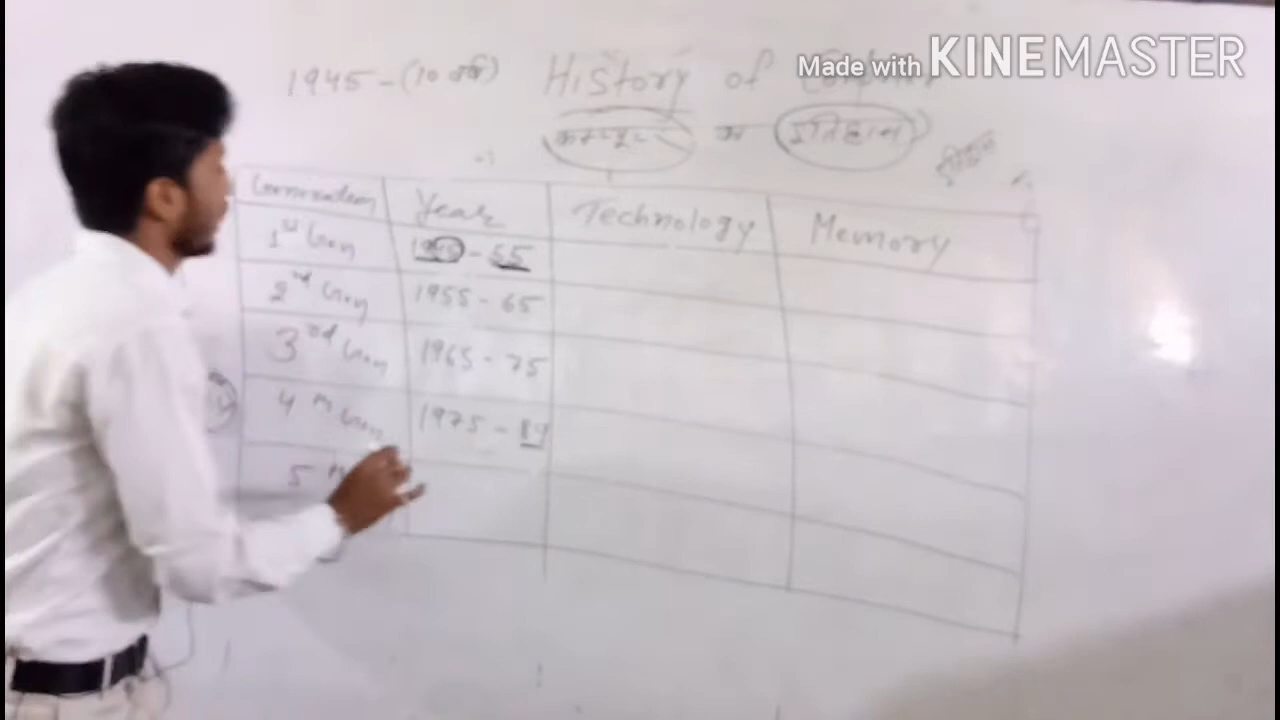 Made with KINEMASTER
1945 - (10 वर्ष) History of Computer
कम्प्यूटर का इतिहास
Generation Year Technology Memory
1st Gen 1945 - 55
2nd Gen 1955 - 65
3rd Gen 1965 - 75
4th Gen 1975 - 89
5th